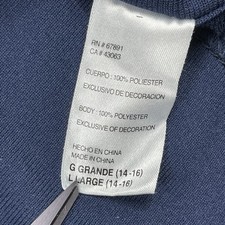 RN # 67891
CA # 43063
CUERPO : 100% POLIESTER
EXCLUSIVO DE DECORACION
BODY : 100% POLYESTER
EXCLUSIVE OF DECORATION
HECHO EN CHINA
MADE IN CHINA
G GRANDE (14-16)
L LARGE (14-16)